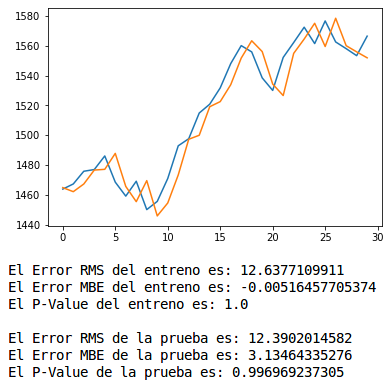 1580
1560
1540
1520
1500
1480
1460
1440
0 5 10 15 20 25 30
El Error RMS del entreno es: 12.6377109911
El Error MBE del entreno es: -0.00516457705374
El P-Value del entreno es: 1.0
El Error RMS de la prueba es: 12.3902014582
El Error MBE de la prueba es: 3.13464335276
El P-Value de la prueba es: 0.996969237305